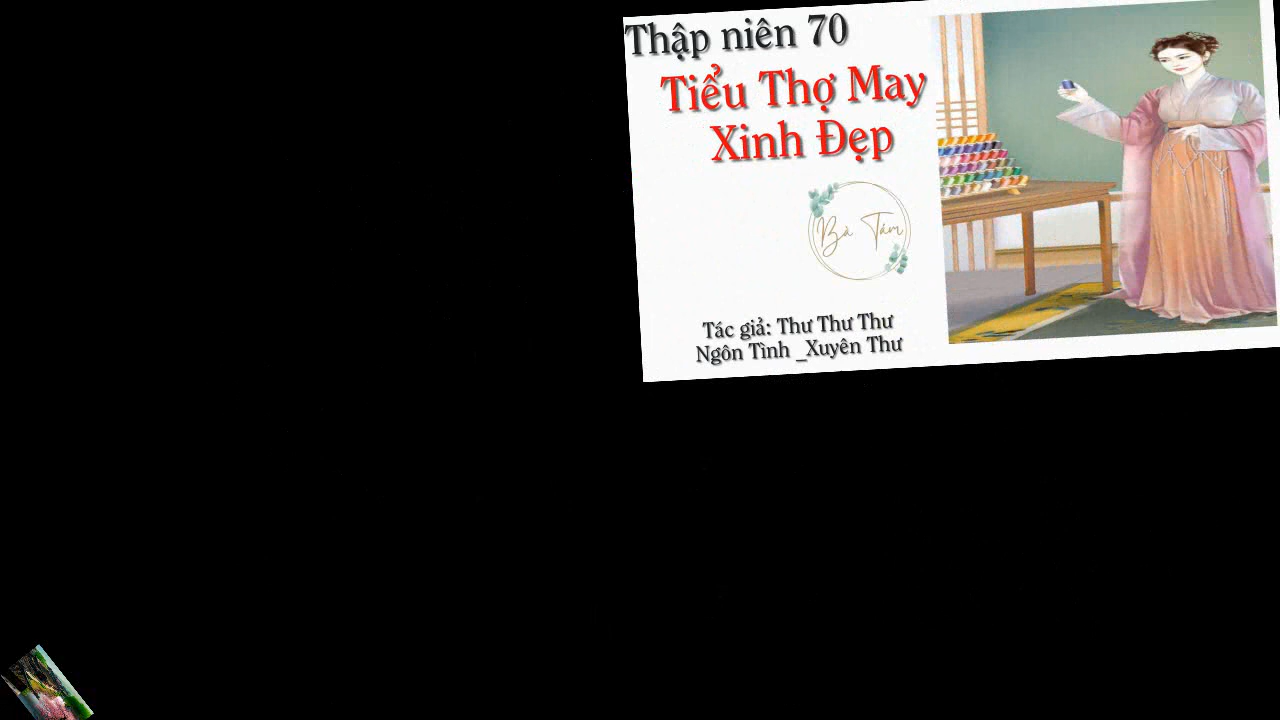 Thập niên 70
Tiểu Thợ May
Xinh Đẹp
Bà Tám
Tác giả: Thư Thư Thư
Ngôn Tình _Xuyên Thư